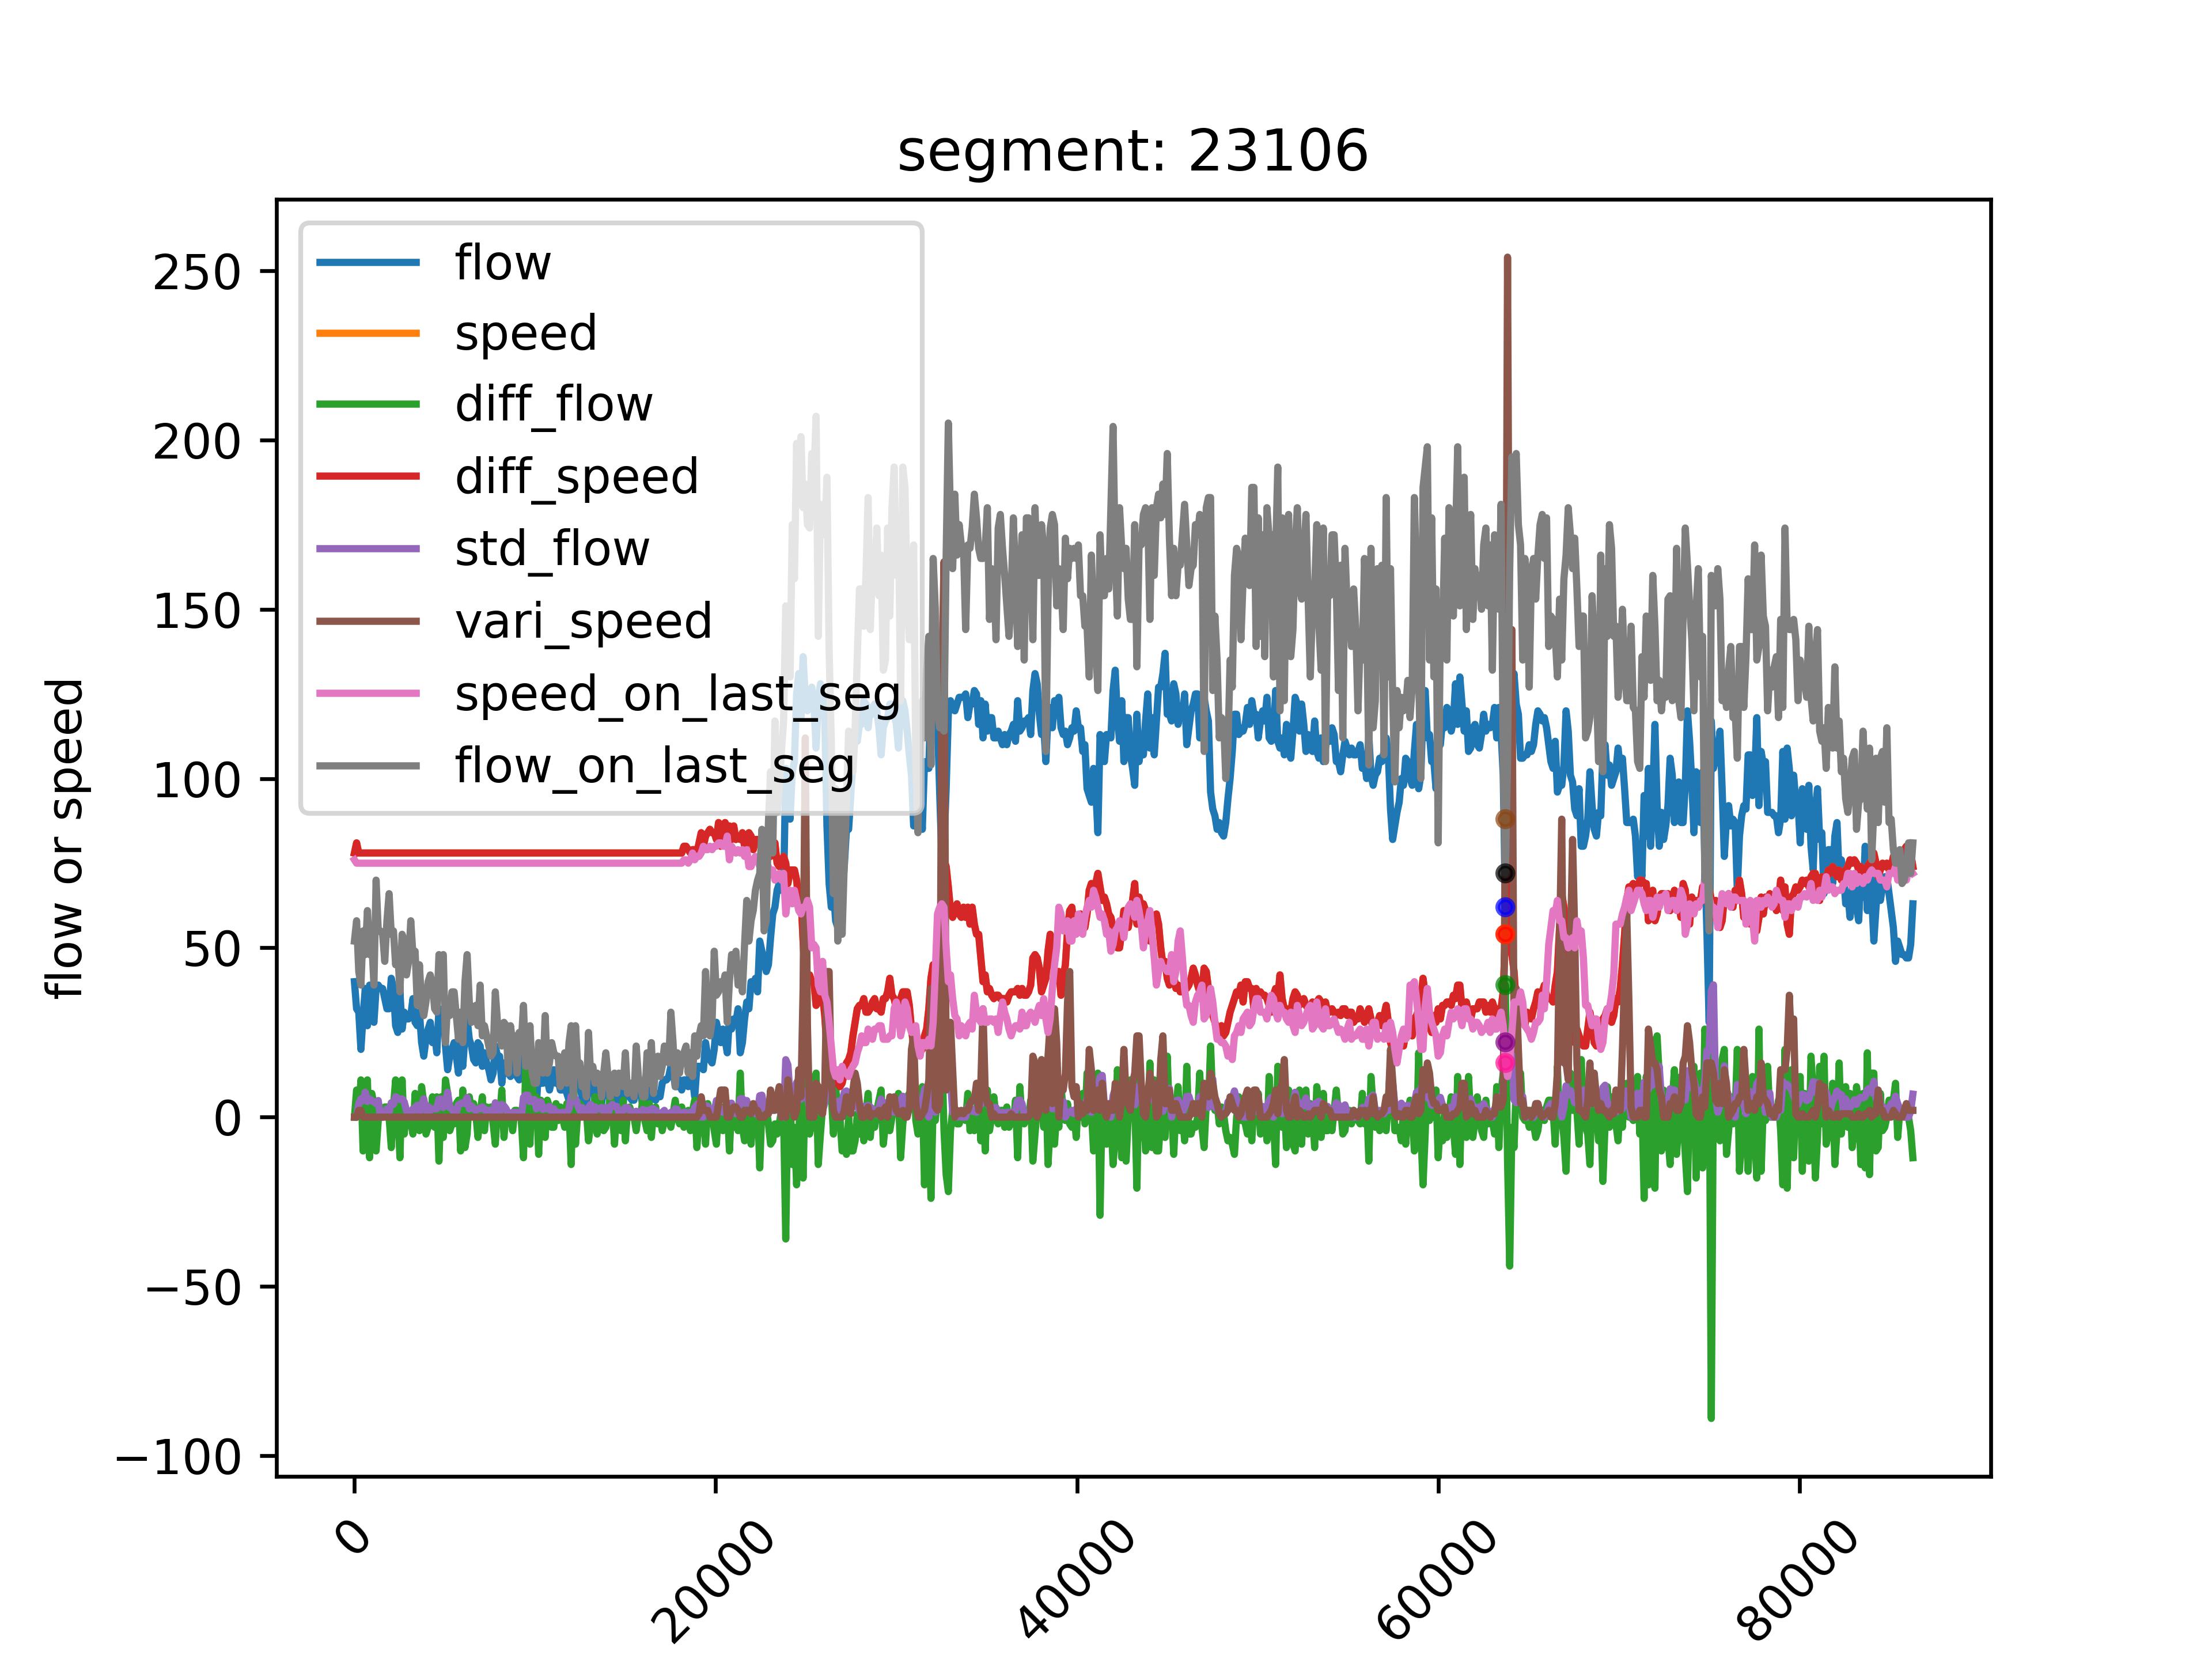 segment: 23106
flow or speed
250
200
150
100
50
0
−50
−100
flow
speed
diff_flow
diff_speed
std_flow
vari_speed
speed_on_last_seg
flow_on_last_seg
0
20000
40000
60000
80000